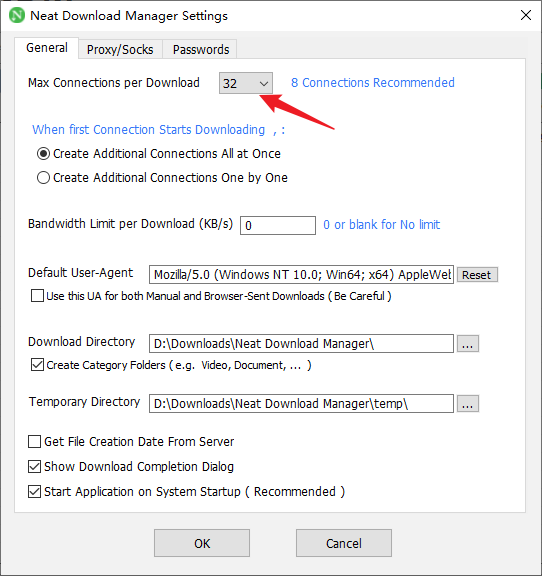 Neat Download Manager Settings
General Proxy/Socks Passwords
Max Connections per Download 32 8 Connections Recommended
When first Connection Starts Downloading , :
Create Additional Connections All at Once
Create Additional Connections One by One
Bandwidth Limit per Download (KB/s) 0 0 or blank for No limit
Default User-Agent Mozilla/5.0 (Windows NT 10.0; Win64; x64) AppleWeb Reset
Use this UA for both Manual and Browser-Sent Downloads ( Be Careful )
Download Directory D:\Downloads\Neat Download Manager\ ...
Create Category Folders ( e.g. Video, Document, ... )
Temporary Directory D:\Downloads\Neat Download Manager\temp\ ...
Get File Creation Date From Server
Show Download Completion Dialog
Start Application on System Startup ( Recommended )
OK Cancel